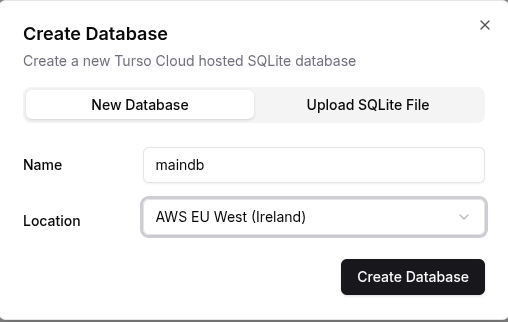 Create Database
Create a new Turso Cloud hosted SQLite database
New Database
Upload SQLite File
Name
maindb
Location
AWS EU West (Ireland)
Create Database